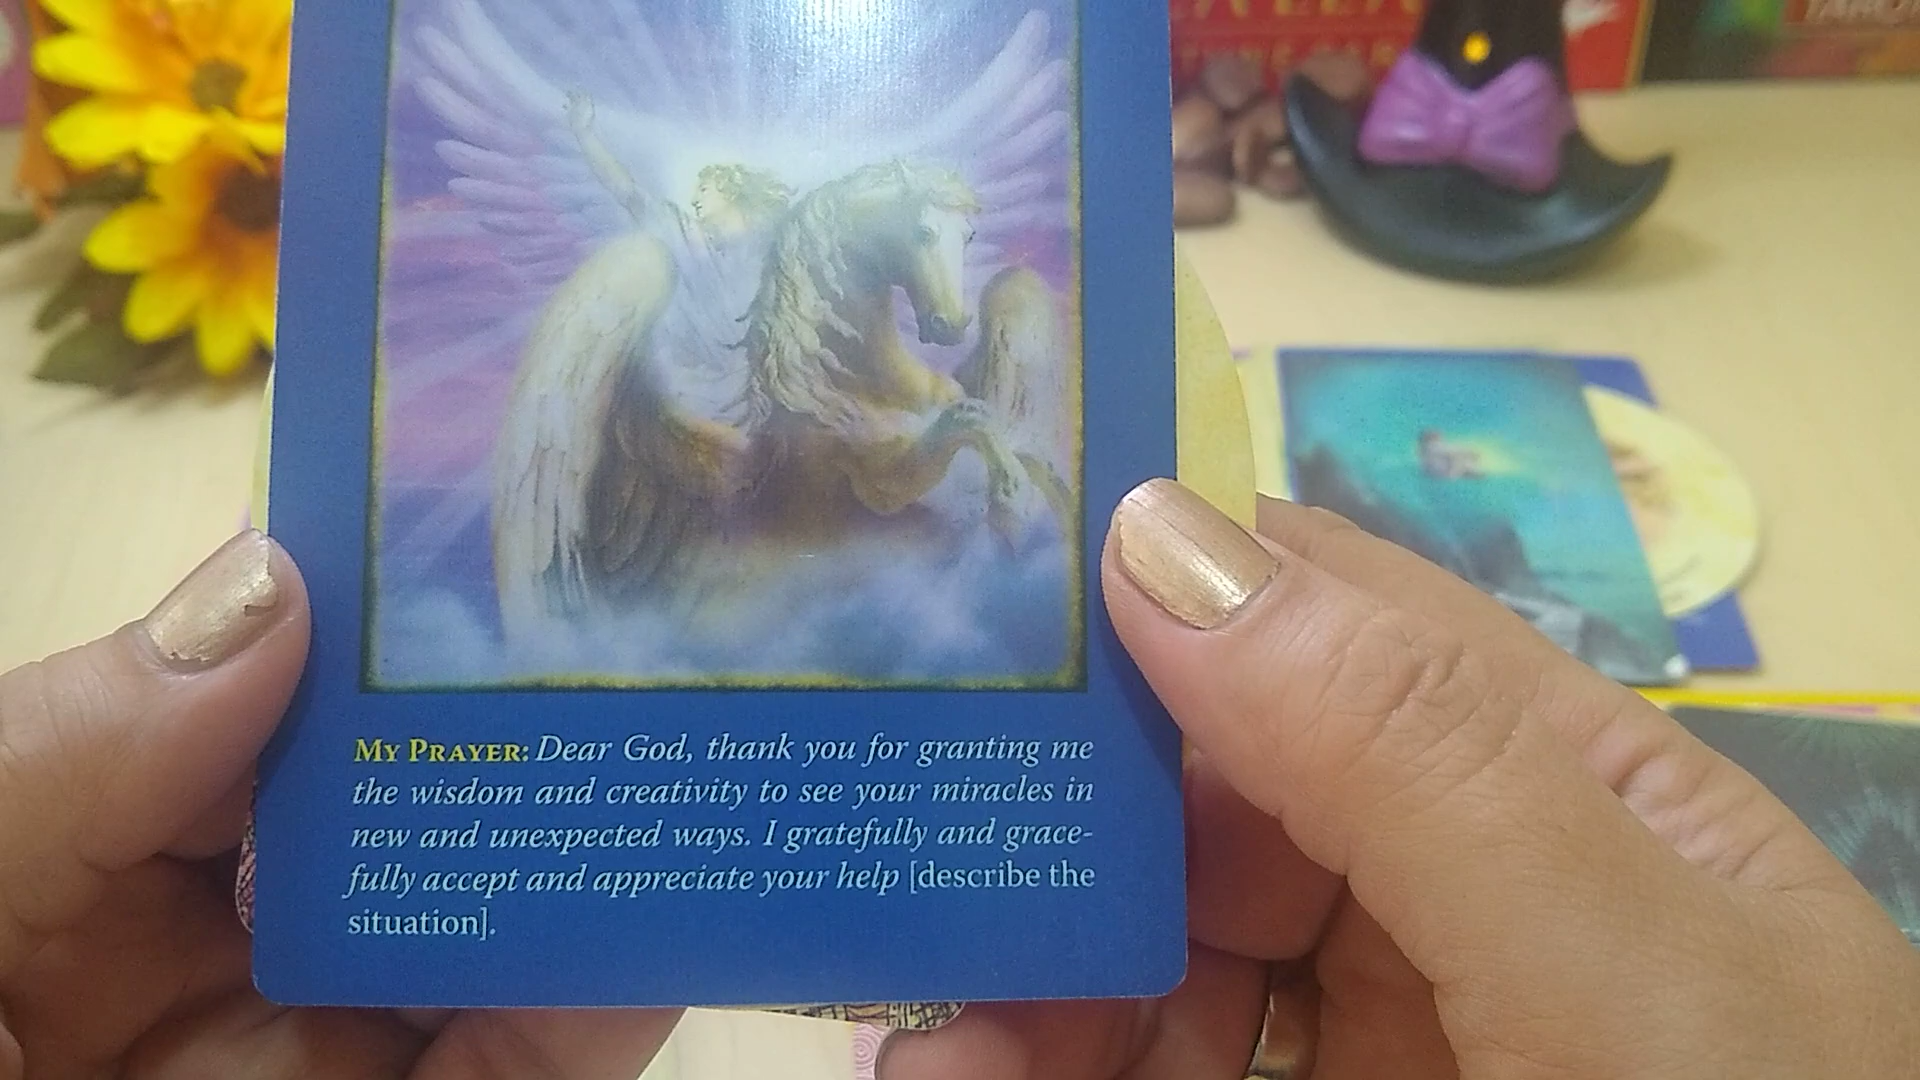 MY PRAYER: Dear God, thank you for granting me
the wisdom and creativity to see your miracles in
new and unexpected ways. I gratefully and grace-
fully accept and appreciate your help [describe the
situation].